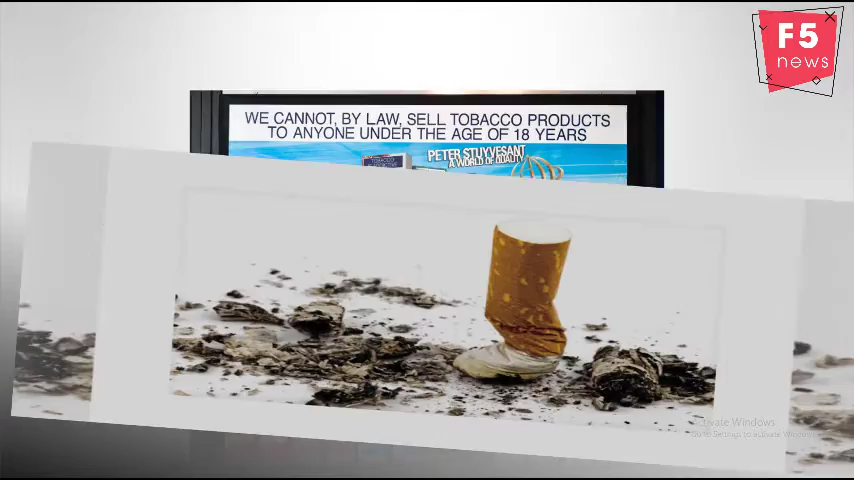 F5
news
WE CANNOT, BY LAW, SELL TOBACCO PRODUCTS
TO ANYONE UNDER THE AGE OF 18 YEARS
PETER STUYVESANT
A WORLD OF QUALITY
Activate Windows
Go to Settings to activate Windows